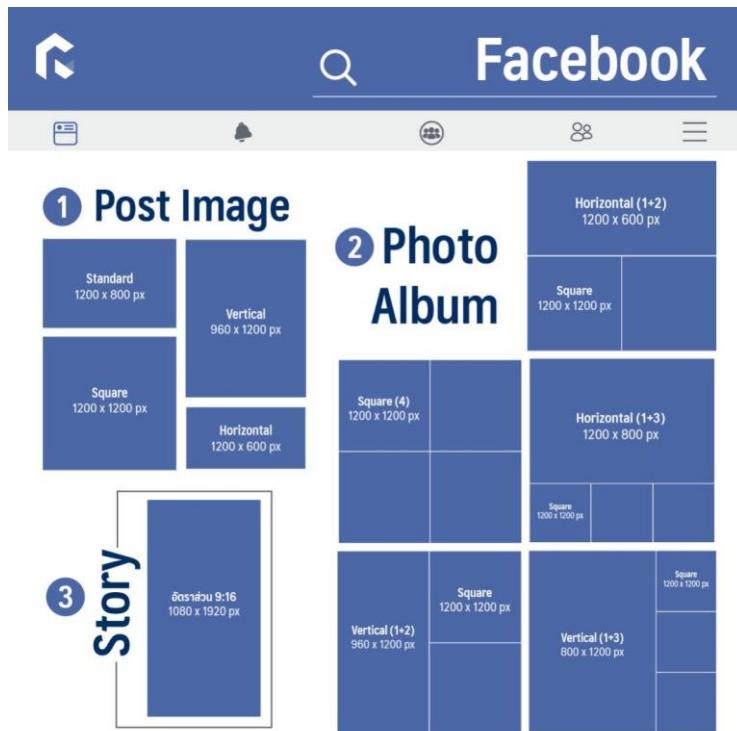 Facebook
1 Post Image
Standard
1200 x 800 px
Vertical
960 x 1200 px
Square
1200 x 1200 px
Horizontal
1200 x 600 px
2 Photo
Album
Horizontal (1+2)
1200 x 600 px
Square
1200 x 1200 px
Square (4)
1200 x 1200 px
Horizontal (1+3)
1200 x 800 px
Square
1200 x 1200 px
Vertical (1+2)
960 x 1200 px
Square
1200 x 1200 px
Vertical (1+3)
800 x 1200 px
Square
1200 x 1200 px
3 Story
อัตราส่วน 9:16
1080 x 1920 px